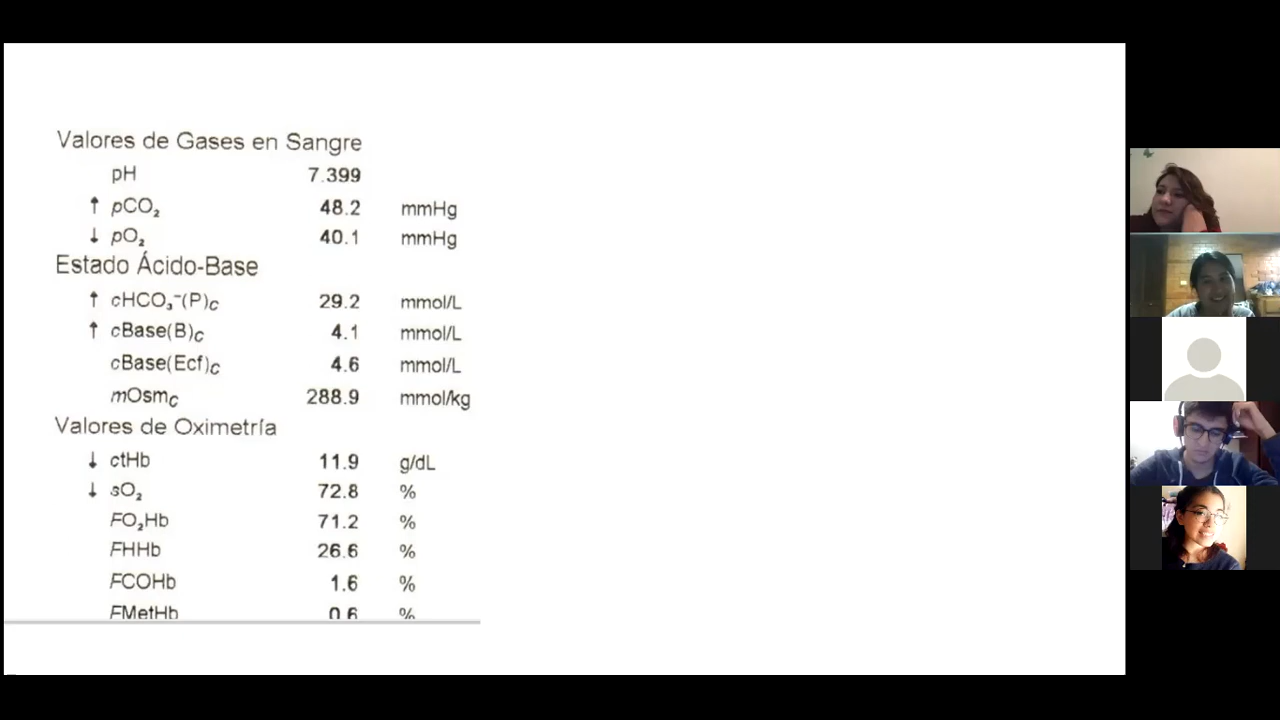 Valores de Gases en Sangre
pH 7.399
↑ pCO₂ 48.2 mmHg
↓ pO₂ 40.1 mmHg
Estado Ácido-Base
↑ cHCO₃⁻(P)c 29.2 mmol/L
↑ cBase(B)c 4.1 mmol/L
cBase(Ecf)c 4.6 mmol/L
mOsmc 288.9 mmol/kg
Valores de Oximetría
↓ ctHb 11.9 g/dL
↓ sO₂ 72.8 %
FO₂Hb 71.2 %
FHHb 26.6 %
FCOHb 1.6 %
FMetHb 0.6 %